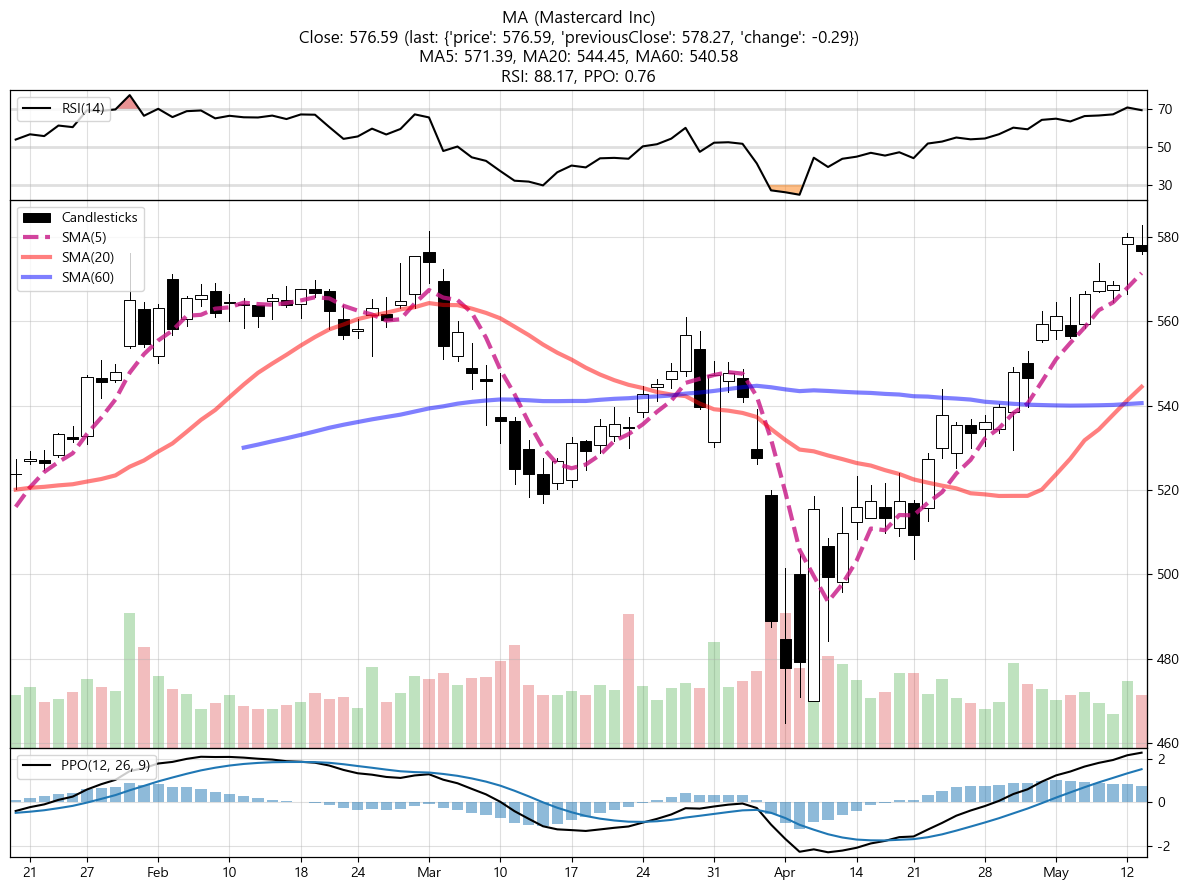 MA (Mastercard Inc)
Close: 576.59 (last: {'price': 576.59, 'previousClose': 578.27, 'change': -0.29})
MA5: 571.39, MA20: 544.45, MA60: 540.58
RSI: 88.17, PPO: 0.76
RSI(14)
70
50
30
Candlesticks
SMA(5)
SMA(20)
SMA(60)
580
560
540
520
500
480
460
PPO(12, 26, 9)
2
0
-2
21 27 Feb 10 18 24 Mar 10 17 24 31 Apr 14 21 28 May 12